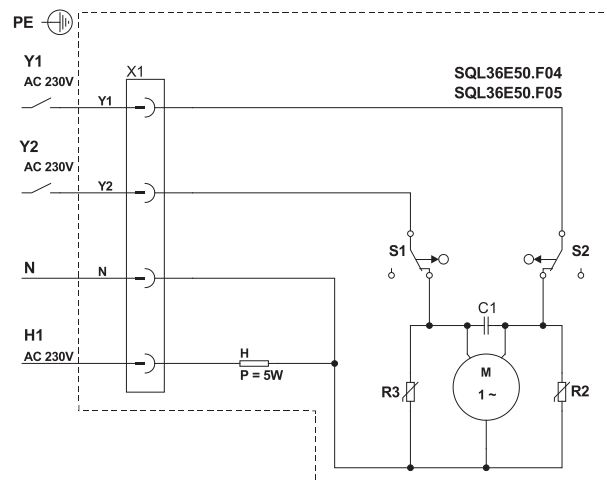 PE
Y1
AC 230V
X1
SQL36E50.F04
SQL36E50.F05
Y1
Y2
AC 230V
Y2
S1
S2
N
N
C1
H1
AC 230V
H
P = 5W
M
1 ~
R3
R2